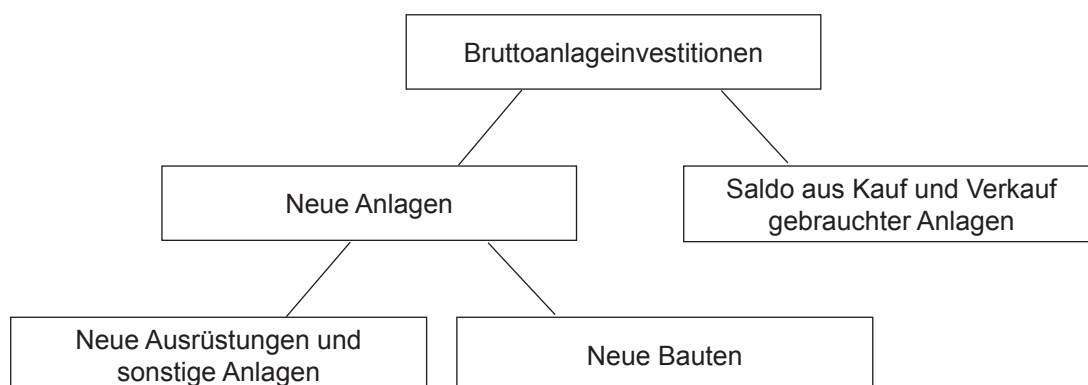 Bruttoanlageinvestitionen
Neue Anlagen
Saldo aus Kauf und Verkauf
gebrauchter Anlagen
Neue Ausrüstungen und
sonstige Anlagen
Neue Bauten